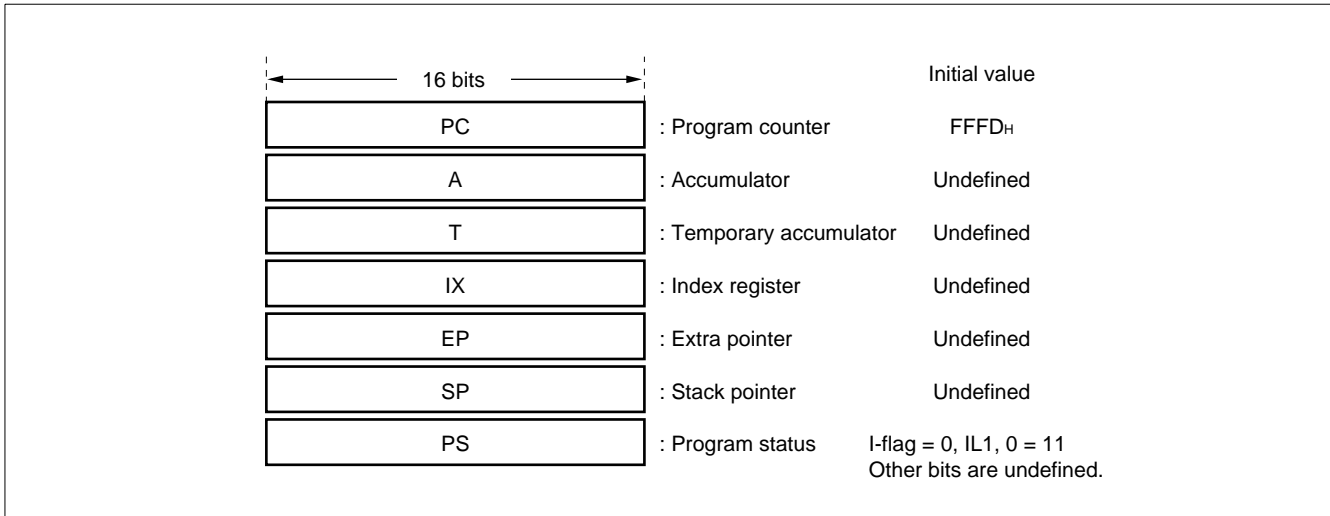 16 bits Initial value
PC : Program counter FFFDH
A : Accumulator Undefined
T : Temporary accumulator Undefined
IX : Index register Undefined
EP : Extra pointer Undefined
SP : Stack pointer Undefined
PS : Program status I-flag = 0, IL1, 0 = 11
Other bits are undefined.